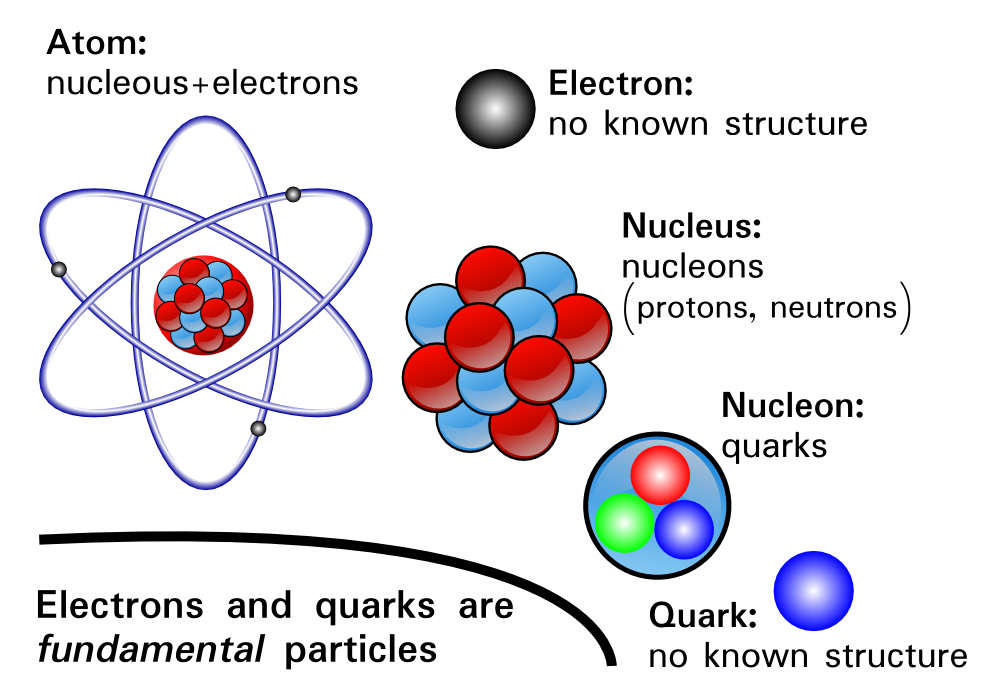 Atom:
nucleous+electrons
Electron:
no known structure
Nucleus:
nucleons
(protons, neutrons)
Nucleon:
quarks
Quark:
no known structure
Electrons and quarks are
fundamental particles